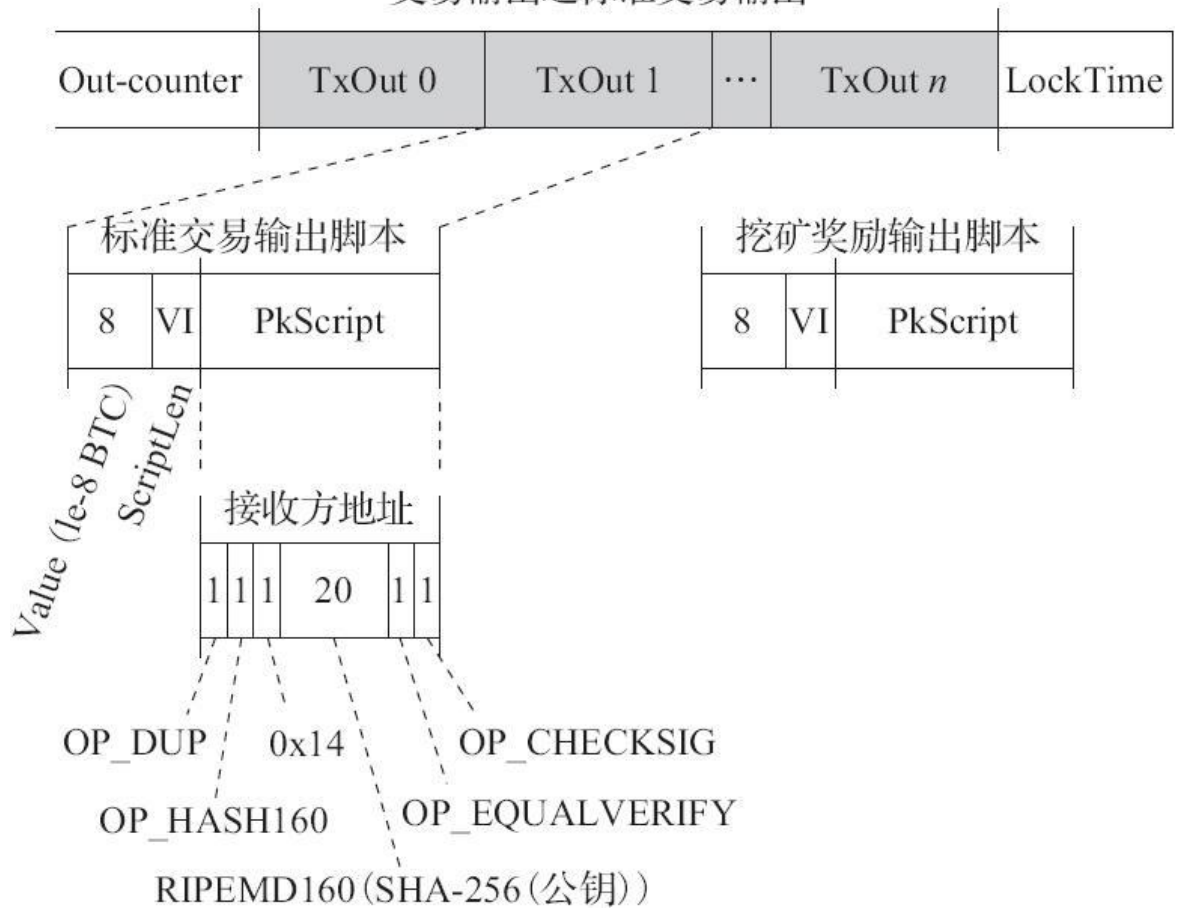 Out-counter TxOut 0 TxOut 1 … TxOut n LockTime
标准交易输出脚本 挖矿奖励输出脚本
8 VI PkScript 8 VI PkScript
Value (le-8 BTC)
ScriptLen
接收方地址
1 1 1 20 1 1
OP_DUP 0x14 OP_CHECKSIG
OP_HASH160 OP_EQUALVERIFY
RIPEMD160(SHA-256(公钥))